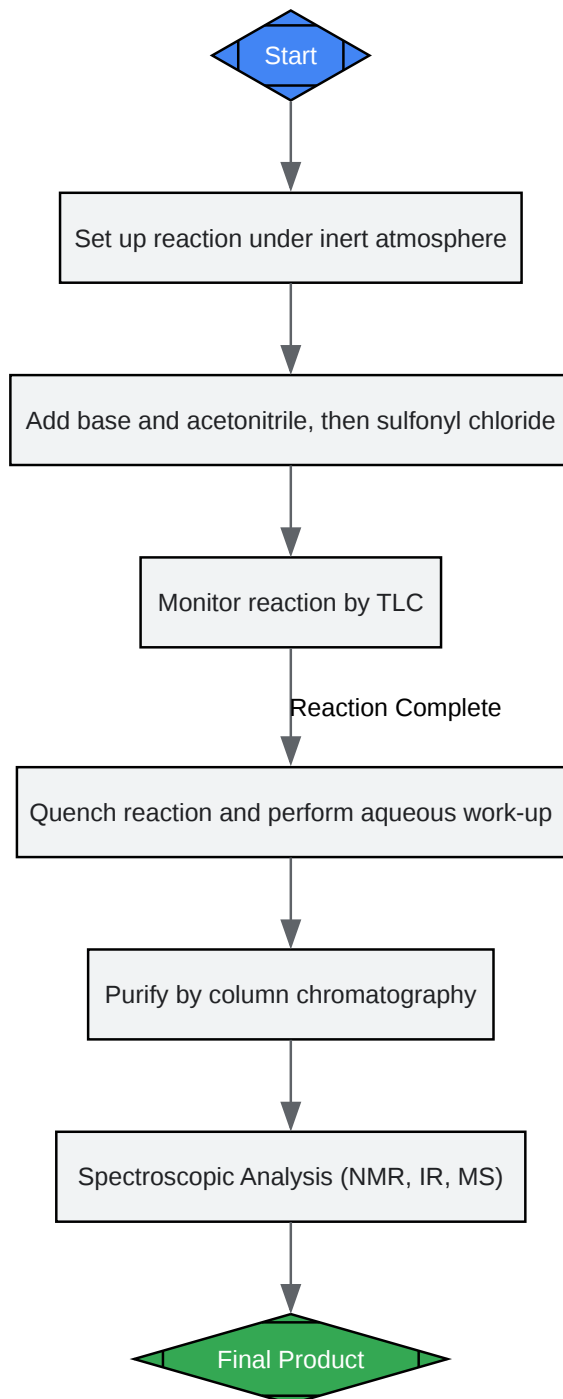 Start
Set up reaction under inert atmosphere
Add base and acetonitrile, then sulfonyl chloride
Monitor reaction by TLC
Reaction Complete
Quench reaction and perform aqueous work-up
Purify by column chromatography
Spectroscopic Analysis (NMR, IR, MS)
Final Product